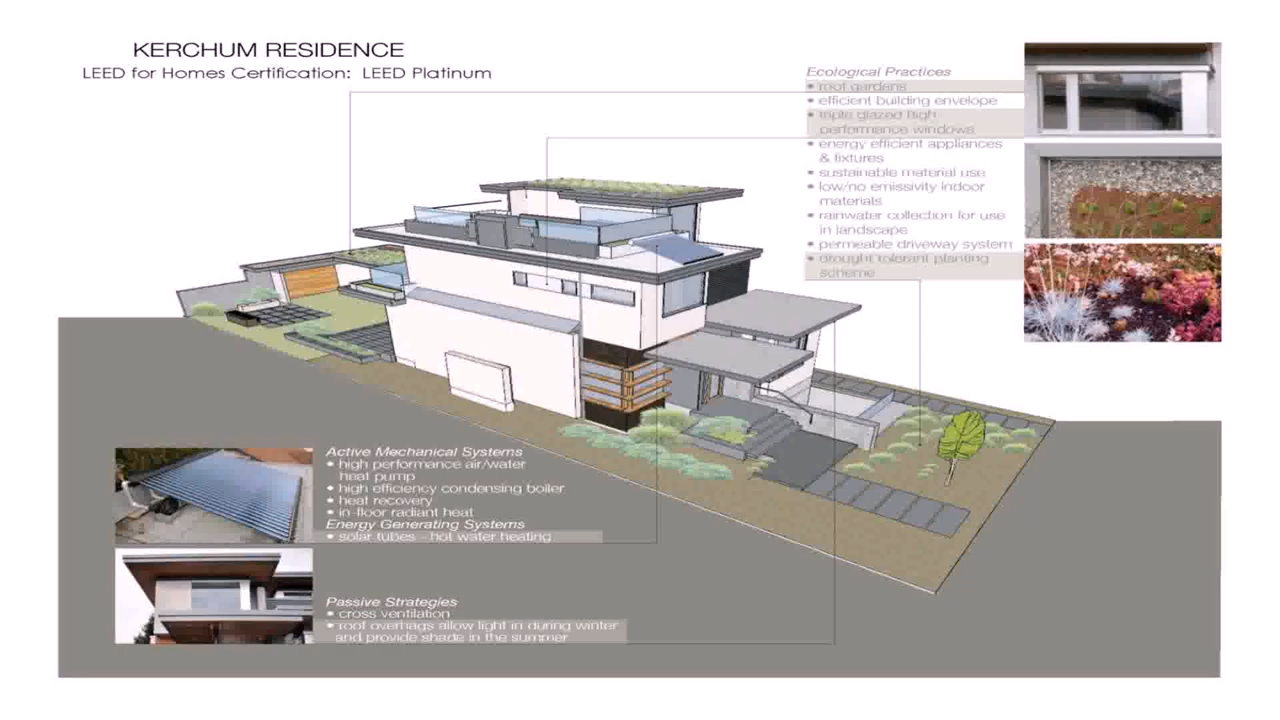 KERCHUM RESIDENCE
LEED for Homes Certification: LEED Platinum
Ecological Practices
• roof gardens
• efficient building envelope
• triple glazed high
performance windows
• energy efficient appliances
& fixtures
• sustainable material use
• low/no emissivity indoor
materials
• rainwater collection for use
in landscape
• permeable driveway system
• drought tolerant planting
scheme
Active Mechanical Systems
• high performance air/water
heat pump
• high efficiency condensing boiler
• heat recovery
• in-floor radiant heat
Energy Generating Systems
• solar tubes - hot water heating
Passive Strategies
• cross ventilation
• roof overhags allow light in during winter
and provide shade in the summer